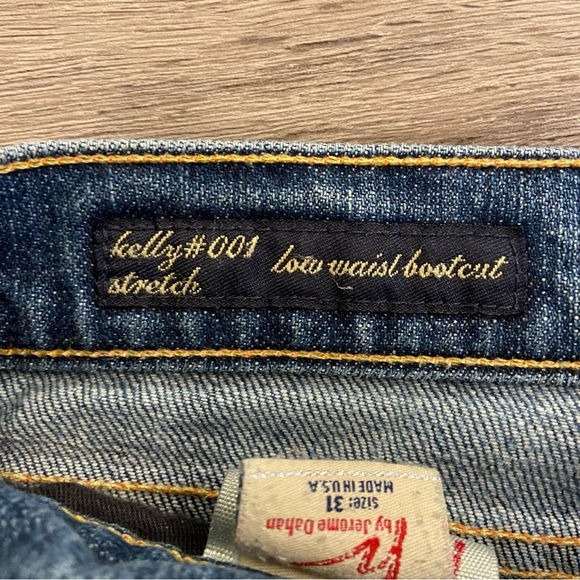 kelly#001 low waist bootcut
stretch
by Jerome Dahan
Size: 31
MADE IN U.S.A